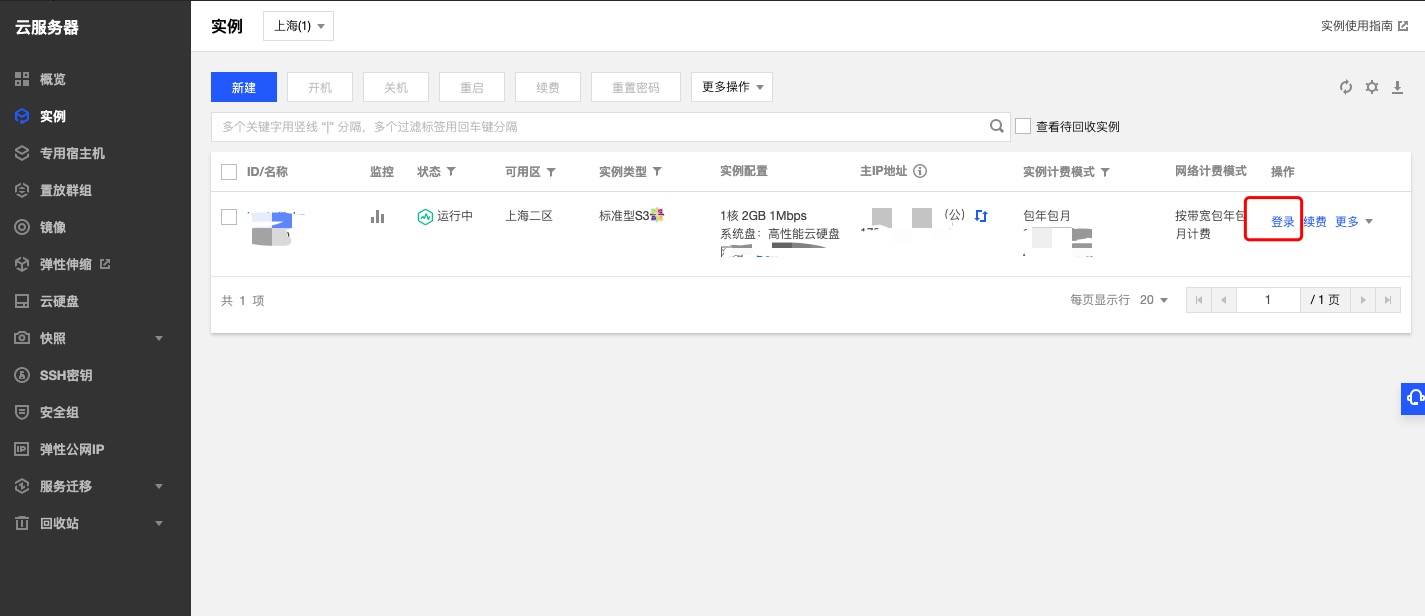 云服务器
概览
实例
专用宿主机
置放群组
镜像
弹性伸缩
云硬盘
快照
SSH密钥
安全组
弹性公网IP
服务迁移
回收站
实例 上海(1) 实例使用指南
新建 开机 关机 重启 续费 重置密码 更多操作
多个关键字用竖线 "|" 分隔，多个过滤标签用回车键分隔 查看待回收实例
ID/名称 监控 状态 可用区 实例类型 实例配置 主IP地址 实例计费模式 网络计费模式 操作
运行中 上海二区 标准型S3 1核 2GB 1Mbps (公) 包年包月 按带宽包年包 登录 续费 更多
系统盘：高性能云硬盘 月计费
共 1 项 每页显示行 20 1 / 1 页